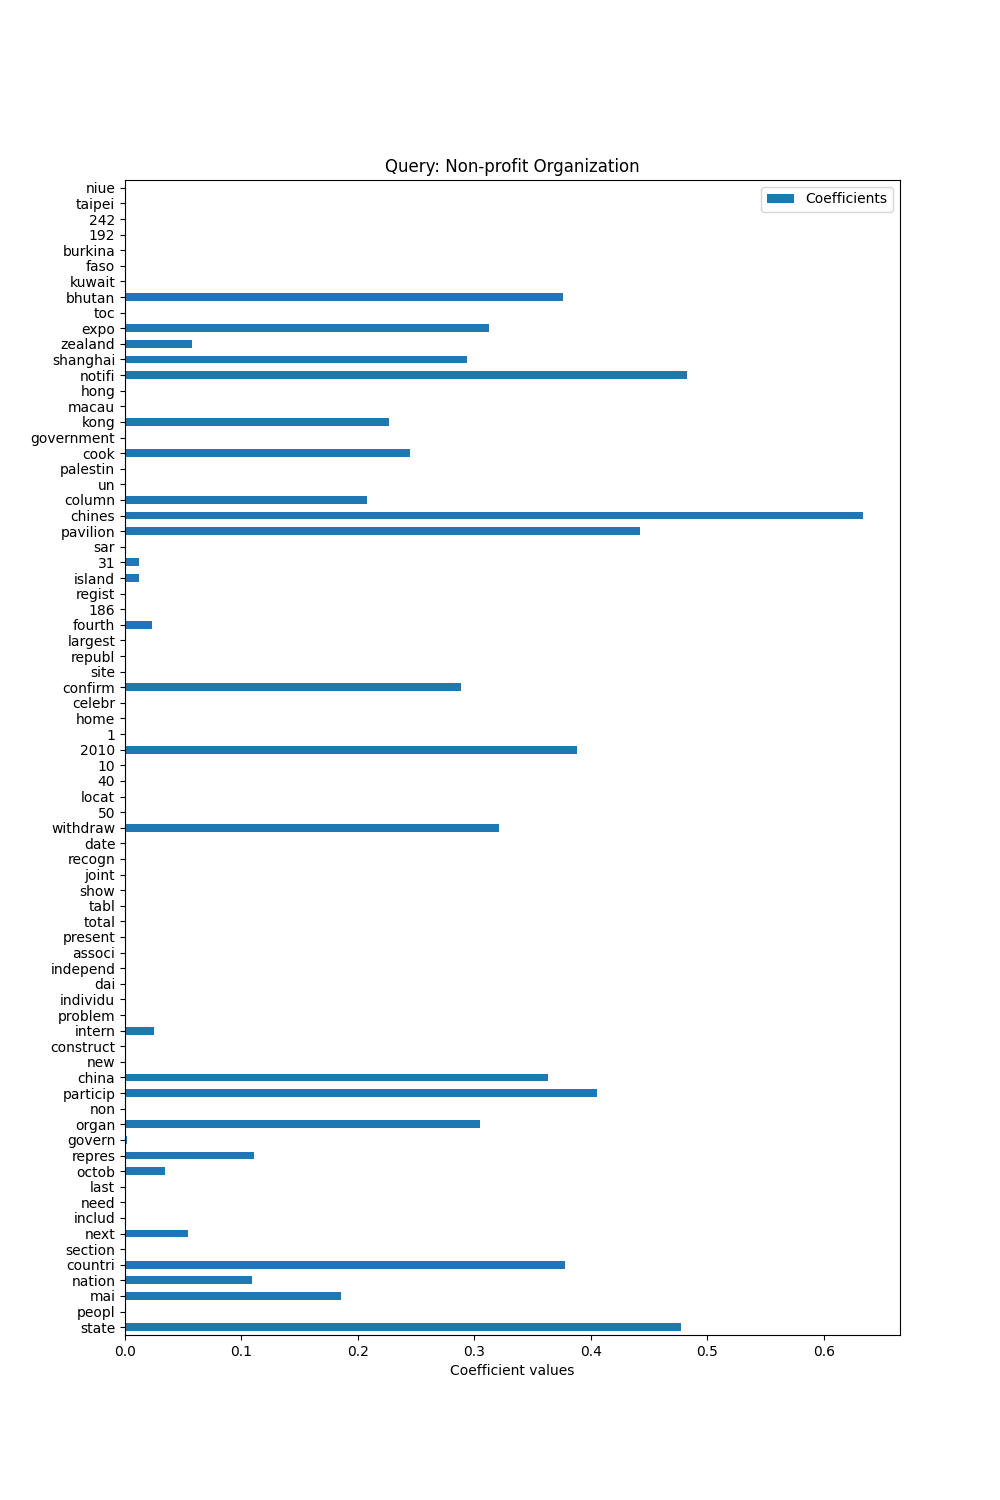 Query: Non-profit Organization
Coefficients
niue
taipei
242
192
burkina
faso
kuwait
bhutan
toc
expo
zealand
shanghai
notifi
hong
macau
kong
government
cook
palestin
un
column
chines
pavilion
sar
31
island
regist
186
fourth
largest
republ
site
confirm
celebr
home
1
2010
10
40
locat
50
withdraw
date
recogn
joint
show
tabl
total
present
associ
independ
dai
individu
problem
intern
construct
new
china
particip
non
organ
govern
repres
octob
last
need
includ
next
section
countri
nation
mai
peopl
state
0.0 0.1 0.2 0.3 0.4 0.5 0.6
Coefficient values